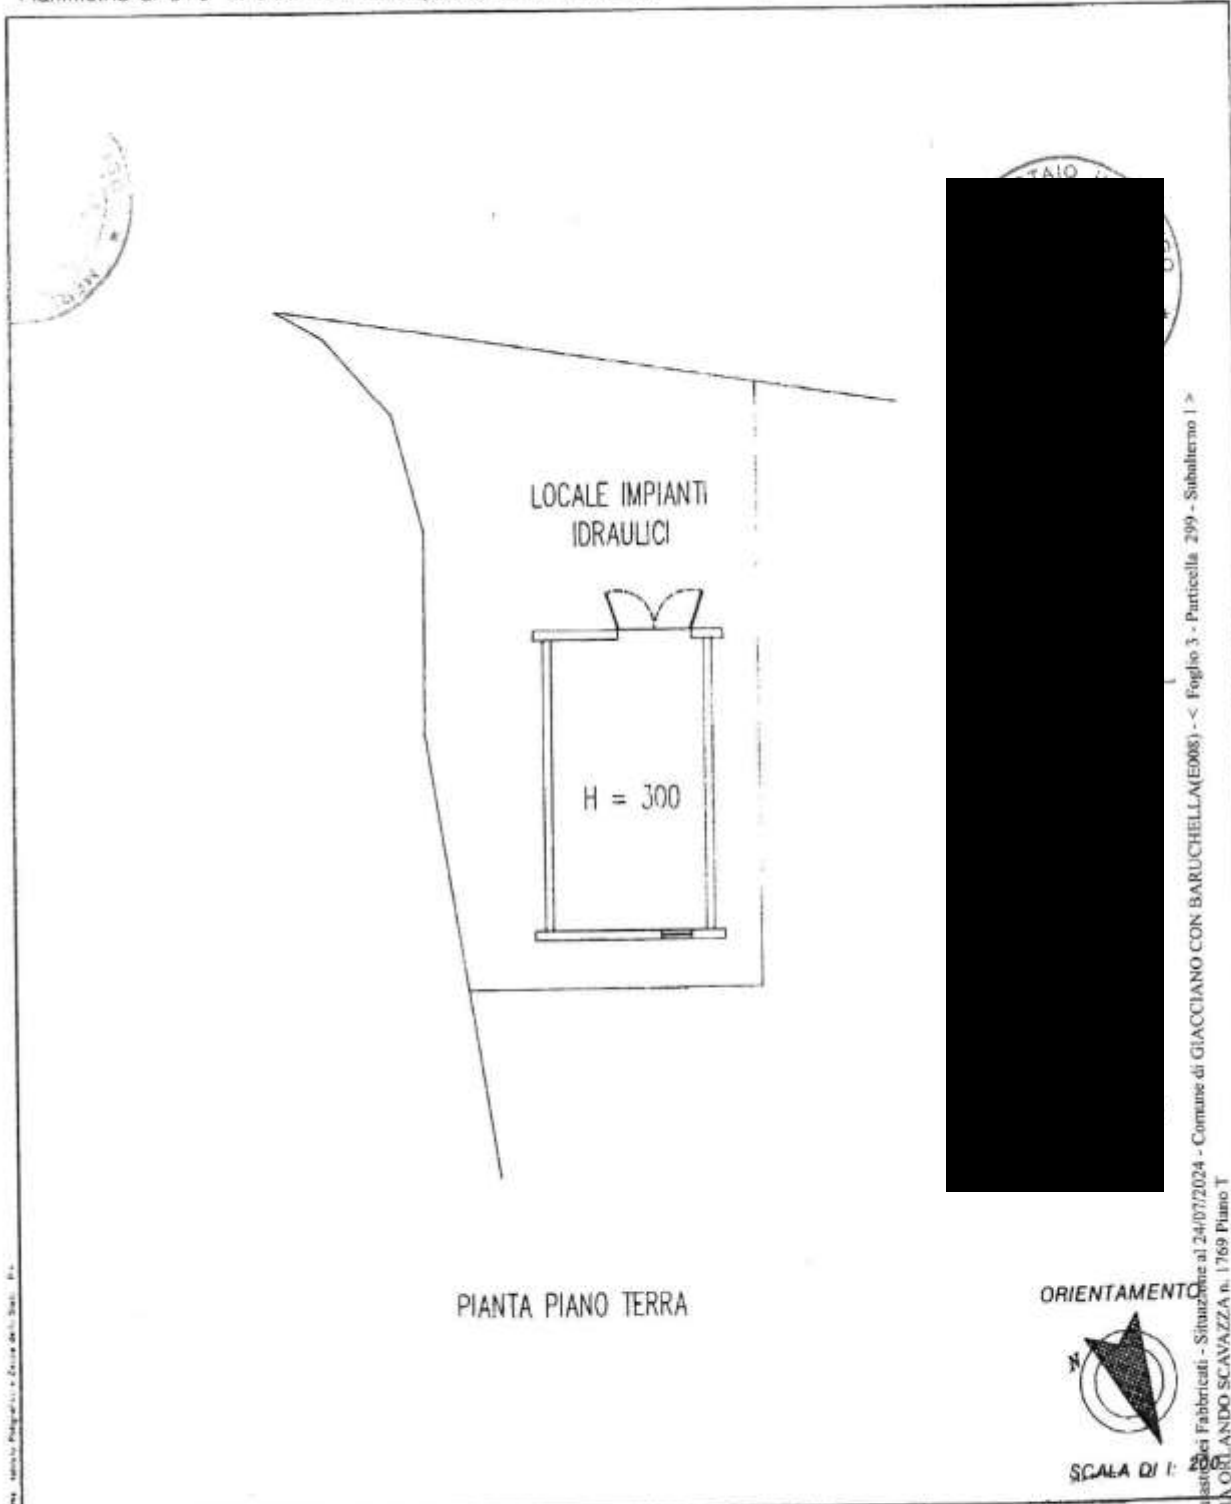 TAIO
LOCALE IMPIANTI
IDRAULICI
H = 300
PIANTA PIANO TERRA
ORIENTAMENTO
N
SCALA DI 1: 200
dei Fabbricati - Situazione al 24/07/2024 - Comune di GIACCIANO CON BARUCHELLA(E008) - < Foglio 3 - Particella 299 - Subalterno 1 >
ORLANDO SCAVAZZA n. 1769 Piano T